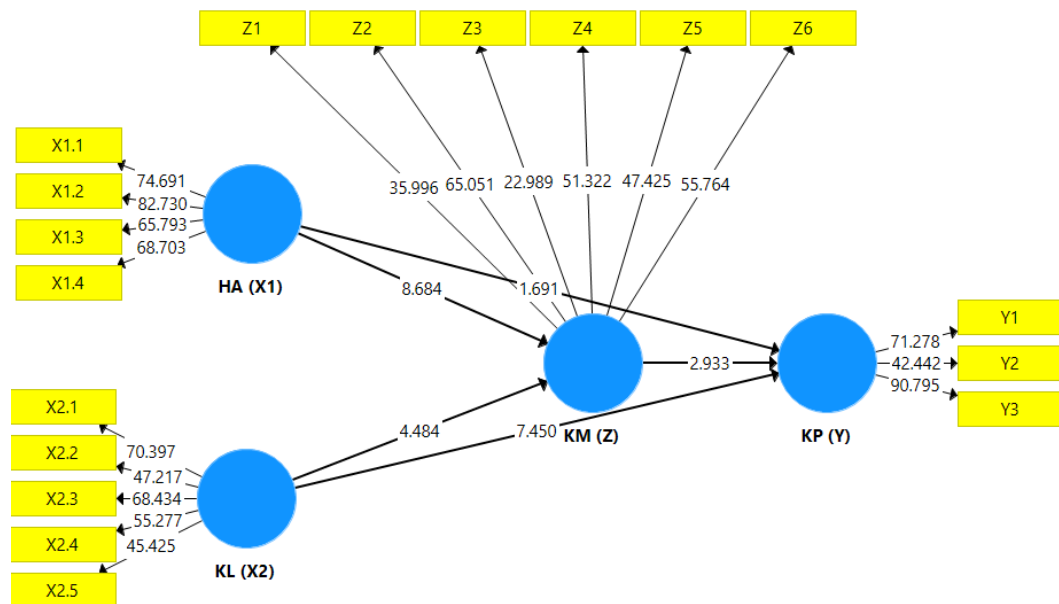 Z1
Z2
Z3
Z4
Z5
Z6
X1.1
X1.2
X1.3
X1.4
74.691
82.730
65.793
68.703
HA (X1)
35.996
65.051
22.989
51.322
47.425
55.764
8.684
1.691
KM (Z)
2.933
KP (Y)
71.278
42.442
90.795
Y1
Y2
Y3
X2.1
X2.2
X2.3
X2.4
X2.5
70.397
47.217
68.434
55.277
45.425
KL (X2)
4.484
7.450